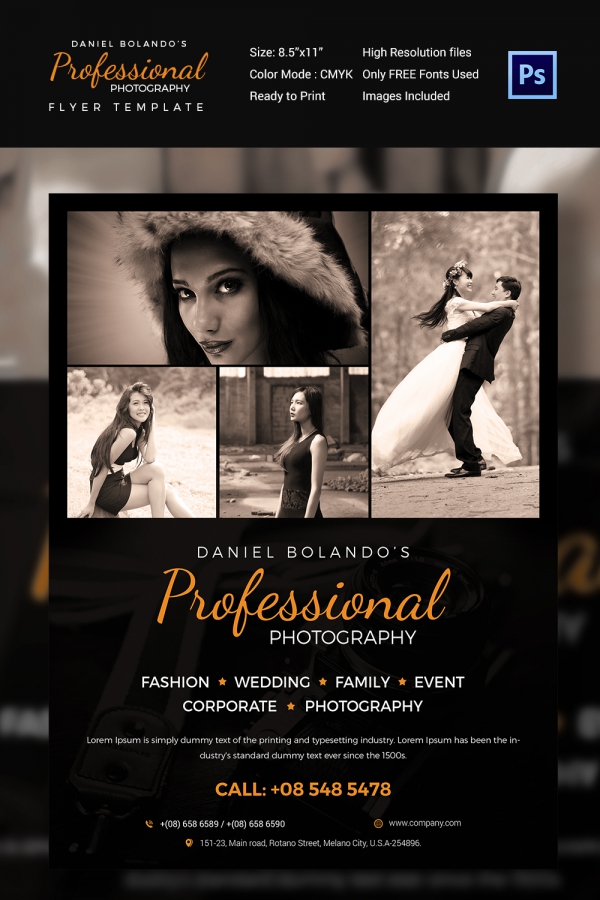 DANIEL BOLANDO'S
Professional
PHOTOGRAPHY
FLYER TEMPLATE
Size: 8.5"x11"
Color Mode : CMYK
Ready to Print
High Resolution files
Only FREE Fonts Used
Images Included
Ps
DANIEL BOLANDO'S
Professional
PHOTOGRAPHY
FASHION ★ WEDDING ★ FAMILY ★ EVENT
CORPORATE ★ PHOTOGRAPHY
Lorem Ipsum is simply dummy text of the printing and typesetting industry. Lorem Ipsum has been the in-
dustry's standard dummy text ever since the 1500s.
CALL: +08 548 5478
+(08) 658 6589 / +(08) 658 6590
www.company.com
151-23, Main road, Rotano Street, Melano City, U.S.A-254896.